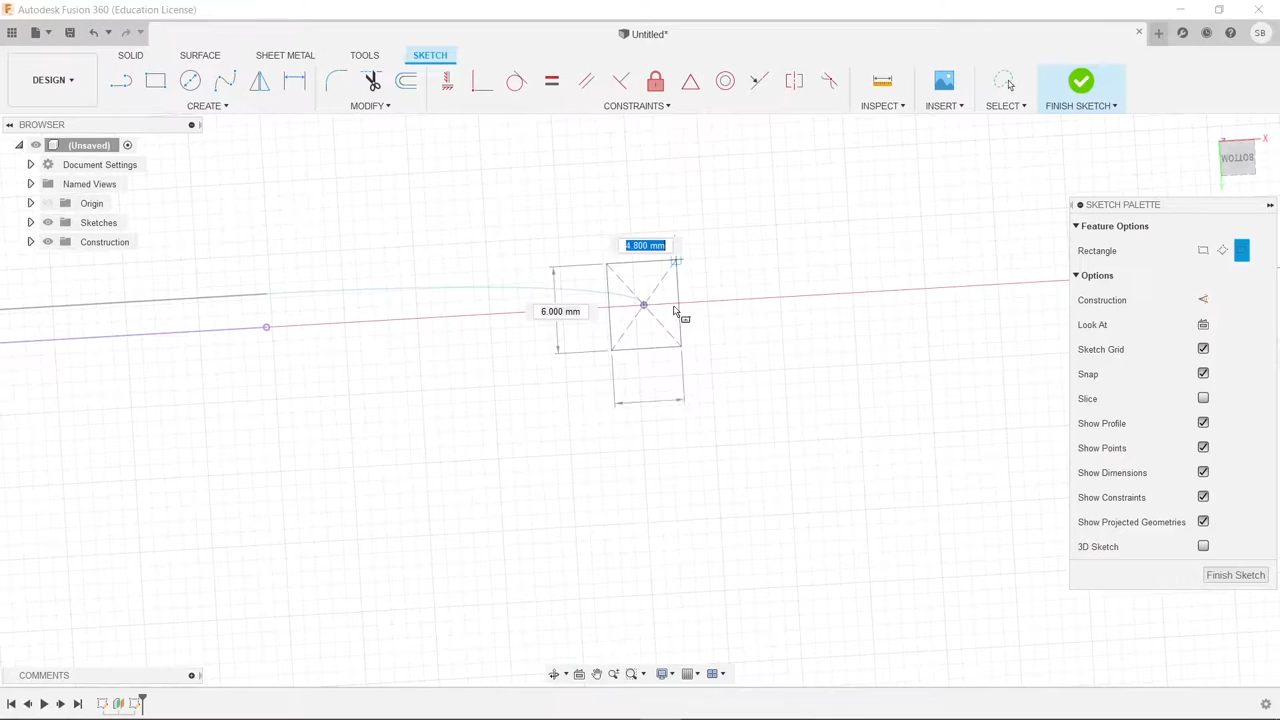 Autodesk Fusion 360 (Education License)
Untitled*
SB
SOLID
SURFACE
SHEET METAL
TOOLS
SKETCH
DESIGN
CREATE
MODIFY
CONSTRAINTS
INSPECT
INSERT
SELECT
FINISH SKETCH
BROWSER
(Unsaved)
Document Settings
Named Views
Origin
Sketches
Construction
X
BOTTOM
SKETCH PALETTE
Feature Options
Rectangle
Options
Construction
Look At
Sketch Grid
Snap
Slice
Show Profile
Show Points
Show Dimensions
Show Constraints
Show Projected Geometries
3D Sketch
Finish Sketch
4.800 mm
6.000 mm
COMMENTS